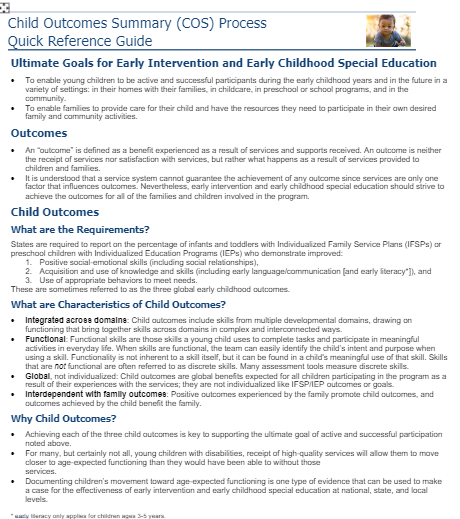 Child Outcomes Summary (COS) Process
Quick Reference Guide
Ultimate Goals for Early Intervention and Early Childhood Special Education
• To enable young children to be active and successful participants during the early childhood years and in the future in a
variety of settings: in their homes with their families, in childcare, in preschool or school programs, and in the
community.
• To enable families to provide care for their child and have the resources they need to participate in their own desired
family and community activities.
Outcomes
• An "outcome" is defined as a benefit experienced as a result of services and supports received. An outcome is neither
the receipt of services nor satisfaction with services, but rather what happens as a result of services provided to
children and families.
• It is understood that a service system cannot guarantee the achievement of any outcome since services are only one
factor that influences outcomes. Nevertheless, early intervention and early childhood special education should strive to
achieve the outcomes for all of the families and children involved in the program.
Child Outcomes
What are the Requirements?
States are required to report on the percentage of infants and toddlers with Individualized Family Service Plans (IFSPs) or
preschool children with Individualized Education Programs (IEPs) who demonstrate improved:
1. Positive social-emotional skills (including social relationships),
2. Acquisition and use of knowledge and skills (including early language/communication [and early literacy*]), and
3. Use of appropriate behaviors to meet needs.
These are sometimes referred to as the three global early childhood outcomes.
What are Characteristics of Child Outcomes?
• Integrated across domains: Child outcomes include skills from multiple developmental domains, drawing on
functioning that bring together skills across domains in complex and interconnected ways.
• Functional: Functional skills are those skills a young child uses to complete tasks and participate in meaningful
activities in everyday life. When skills are functional, the team can easily identify the child's intent and purpose when
using a skill. Functionality is not inherent to a skill itself, but it can be found in a child's meaningful use of that skill. Skills
that are not functional are often referred to as discrete skills. Many assessment tools measure discrete skills.
• Global, not individualized: Child outcomes are global benefits expected for all children participating in the program as a
result of their experiences with the services; they are not individualized like IFSP/IEP outcomes or goals.
• Interdependent with family outcomes: Positive outcomes experienced by the family promote child outcomes, and
outcomes achieved by the child benefit the family.
Why Child Outcomes?
• Achieving each of the three child outcomes is key to supporting the ultimate goal of active and successful participation
noted above.
• For many, but certainly not all, young children with disabilities, receipt of high-quality services will allow them to move
closer to age-expected functioning than they would have been able to without those
services.
• Documenting children's movement toward age-expected functioning is one type of evidence that can be used to make
a case for the effectiveness of early intervention and early childhood special education at national, state, and local
levels.
* early literacy only applies for children ages 3-5 years.